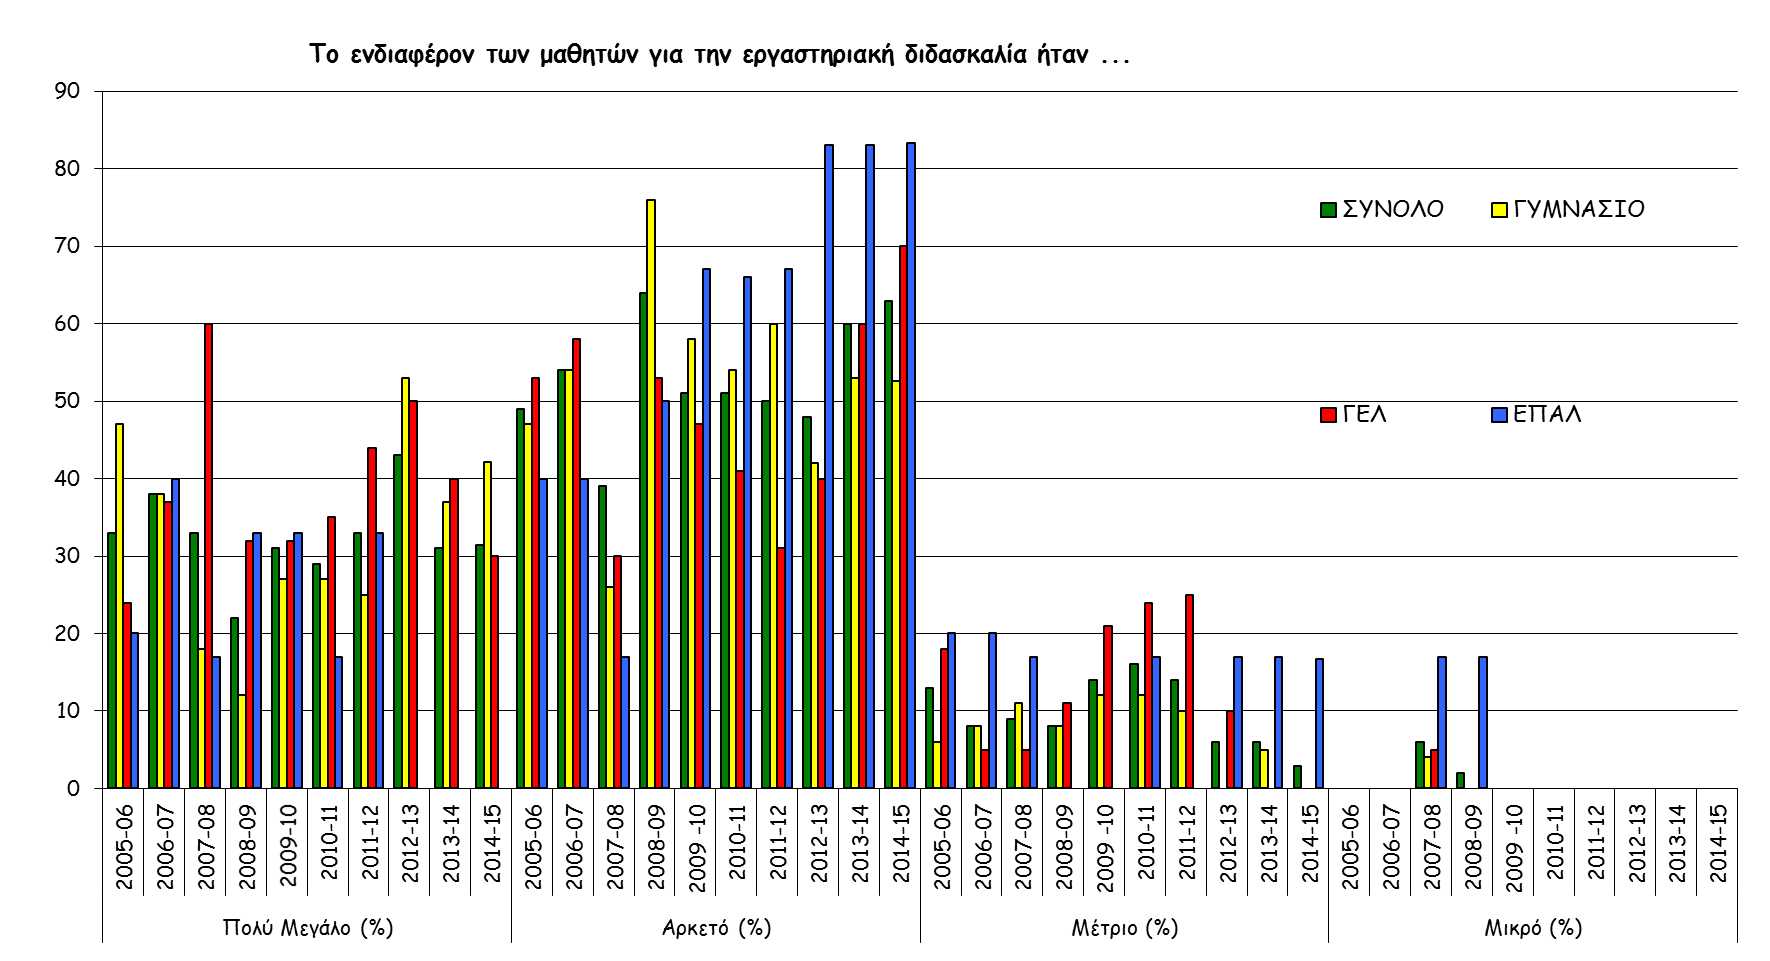 Το ενδιαφέρον των μαθητών για την εργαστηριακή διδασκαλία ήταν ...
90
80
70
60
50
40
30
20
10
0
ΣΥΝΟΛΟ ΓΥΜΝΑΣΙΟ
ΓΕΛ ΕΠΑΛ
2005-06 2006-07 2007-08 2008-09 2009-10 2010-11 2011-12 2012-13 2013-14 2014-15 2005-06 2006-07 2007-08 2008-09 2009 -10 2010-11 2011-12 2012-13 2013-14 2014-15 2005-06 2006-07 2007-08 2008-09 2009 -10 2010-11 2011-12 2012-13 2013-14 2014-15 2005-06 2006-07 2007-08 2008-09 2009 -10 2010-11 2011-12 2012-13 2013-14 2014-15
Πολύ Μεγάλο (%) Αρκετό (%) Μέτριο (%) Μικρό (%)